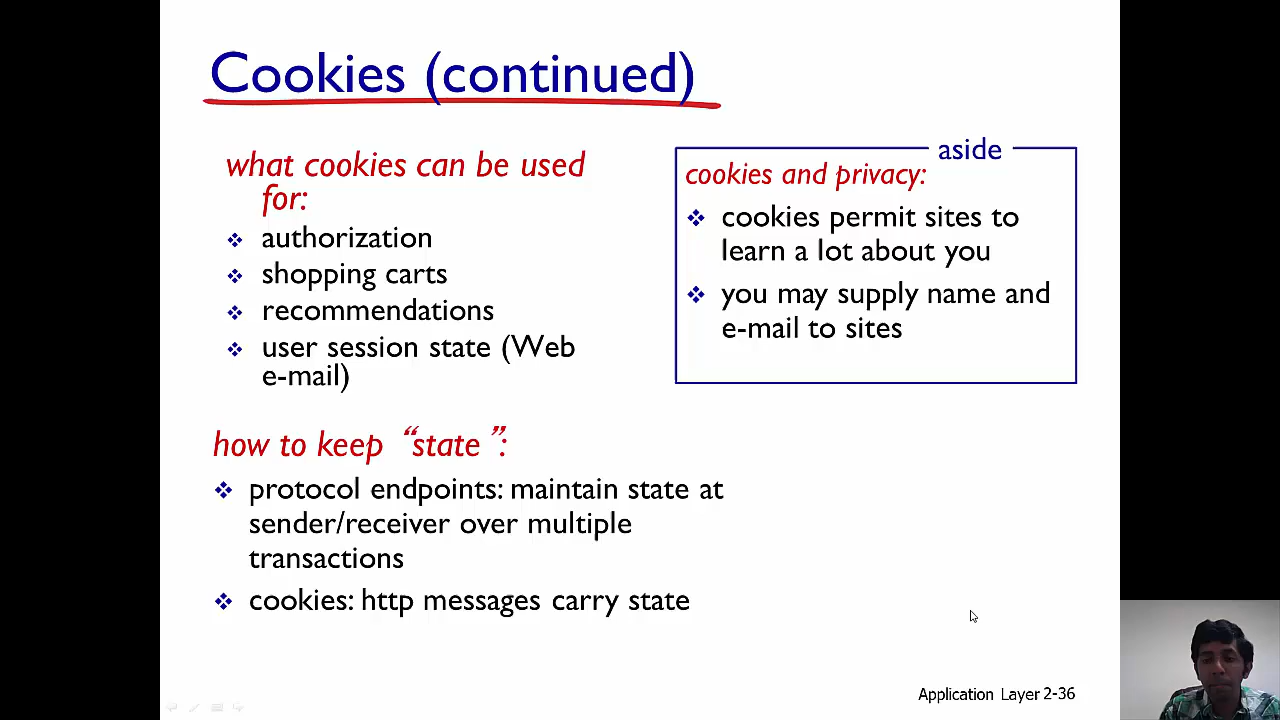 Cookies (continued)
what cookies can be used
for:
❖ authorization
❖ shopping carts
❖ recommendations
❖ user session state (Web
e-mail)
aside
cookies and privacy:
❖ cookies permit sites to
learn a lot about you
❖ you may supply name and
e-mail to sites
how to keep “state”:
❖ protocol endpoints: maintain state at
sender/receiver over multiple
transactions
❖ cookies: http messages carry state
Application Layer 2-36